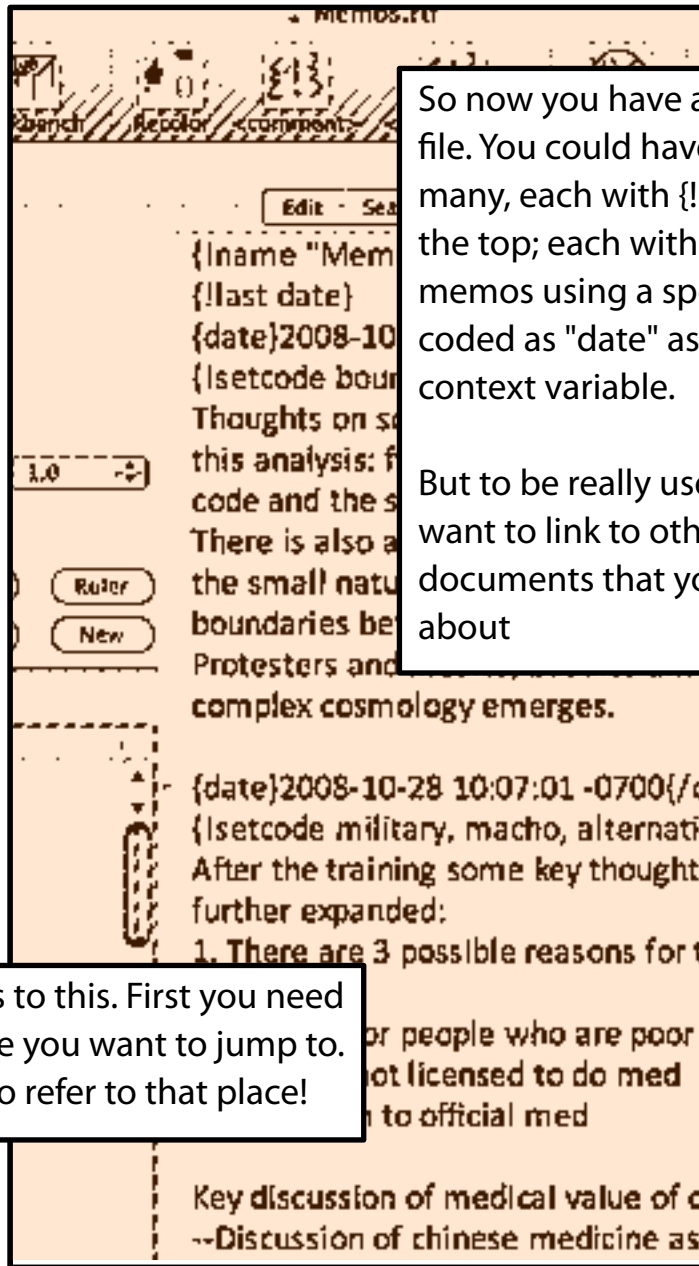 Memos.rtf
Recolor
<comment>
So now you have a
file. You could have
many, each with {!
the top; each with
memos using a sp
coded as "date" as
context variable.
But to be really use
want to link to oth
documents that yo
about
Edit - Sea
{!name "Mem
{!last date}
{date}2008-10
{!setcode bour
Thoughts on so
this analysis: f
code and the s
There is also a
the small natu
boundaries be
Protesters and
complex cosmology emerges.
1.0
Ruler
New
{date}2008-10-28 10:07:01 -0700{/d
{!setcode military, macho, alternati
After the training some key thought
further expanded:
1. There are 3 possible reasons for t
s to this. First you need
e you want to jump to.
o refer to that place!
or people who are poor
not licensed to do med
to official med
Key discussion of medical value of c
--Discussion of chinese medicine as